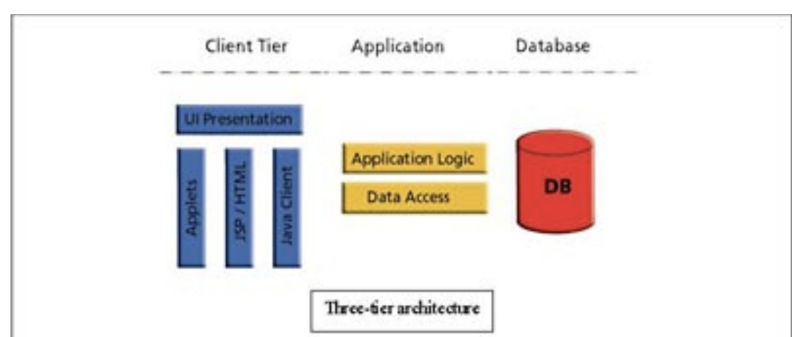 Client Tier
Application
Database
UI Presentation
Applets
JSP / HTML
Java Client
Application Logic
Data Access
DB
Three-tier architecture